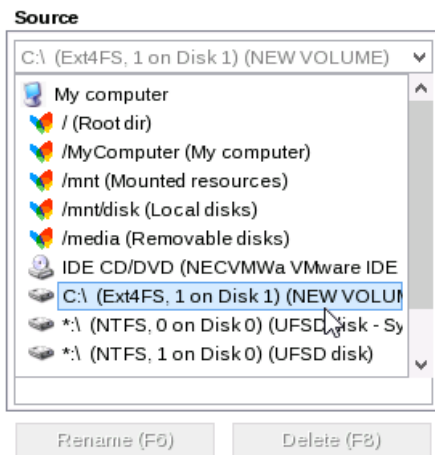 Source
C:\ (Ext4FS, 1 on Disk 1) (NEW VOLUME)
My computer
/ (Root dir)
/MyComputer (My computer)
/mnt (Mounted resources)
/mnt/disk (Local disks)
/media (Removable disks)
IDE CD/DVD (NECVMWa VMware IDE
C:\ (Ext4FS, 1 on Disk 1) (NEW VOLUM
*:\ (NTFS, 0 on Disk 0) (UFSD disk - Sy
*:\ (NTFS, 1 on Disk 0) (UFSD disk)
Rename (F6) Delete (F8)